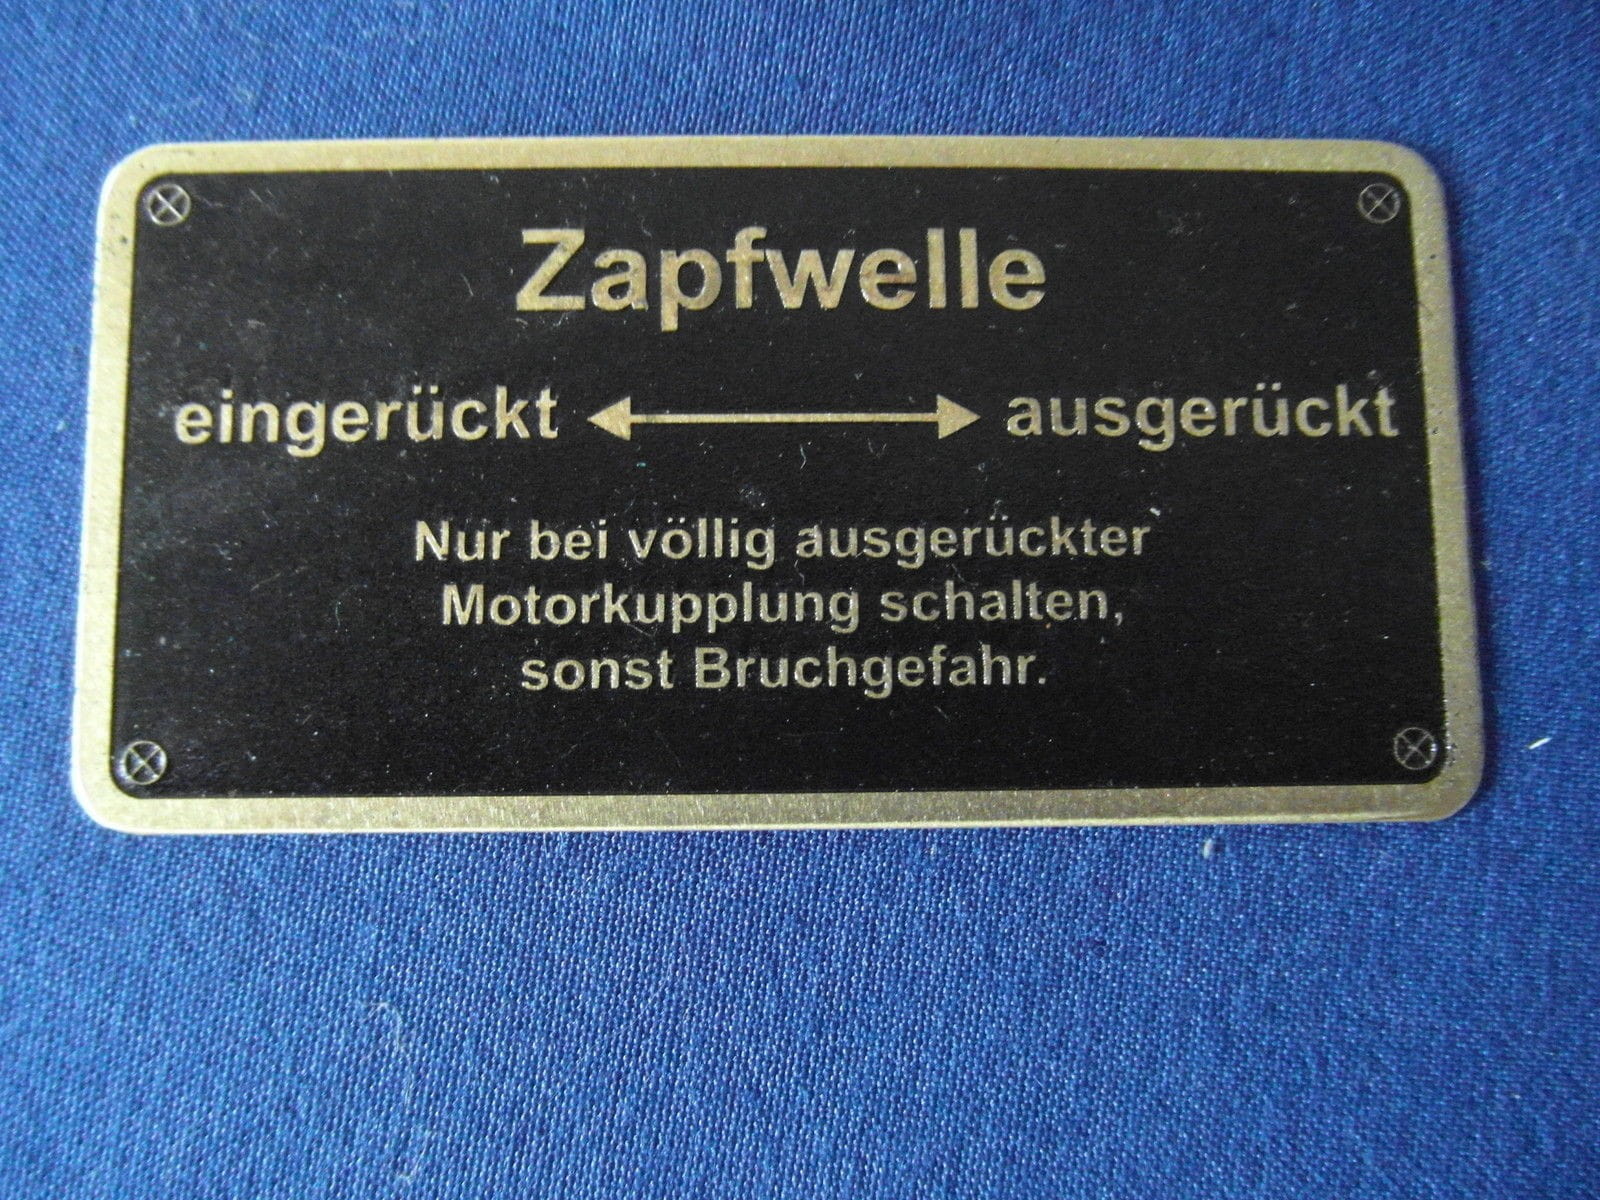 Zapfwelle
eingerückt ⟷ ausgerückt
Nur bei völlig ausgerückter
Motorkupplung schalten,
sonst Bruchgefahr.